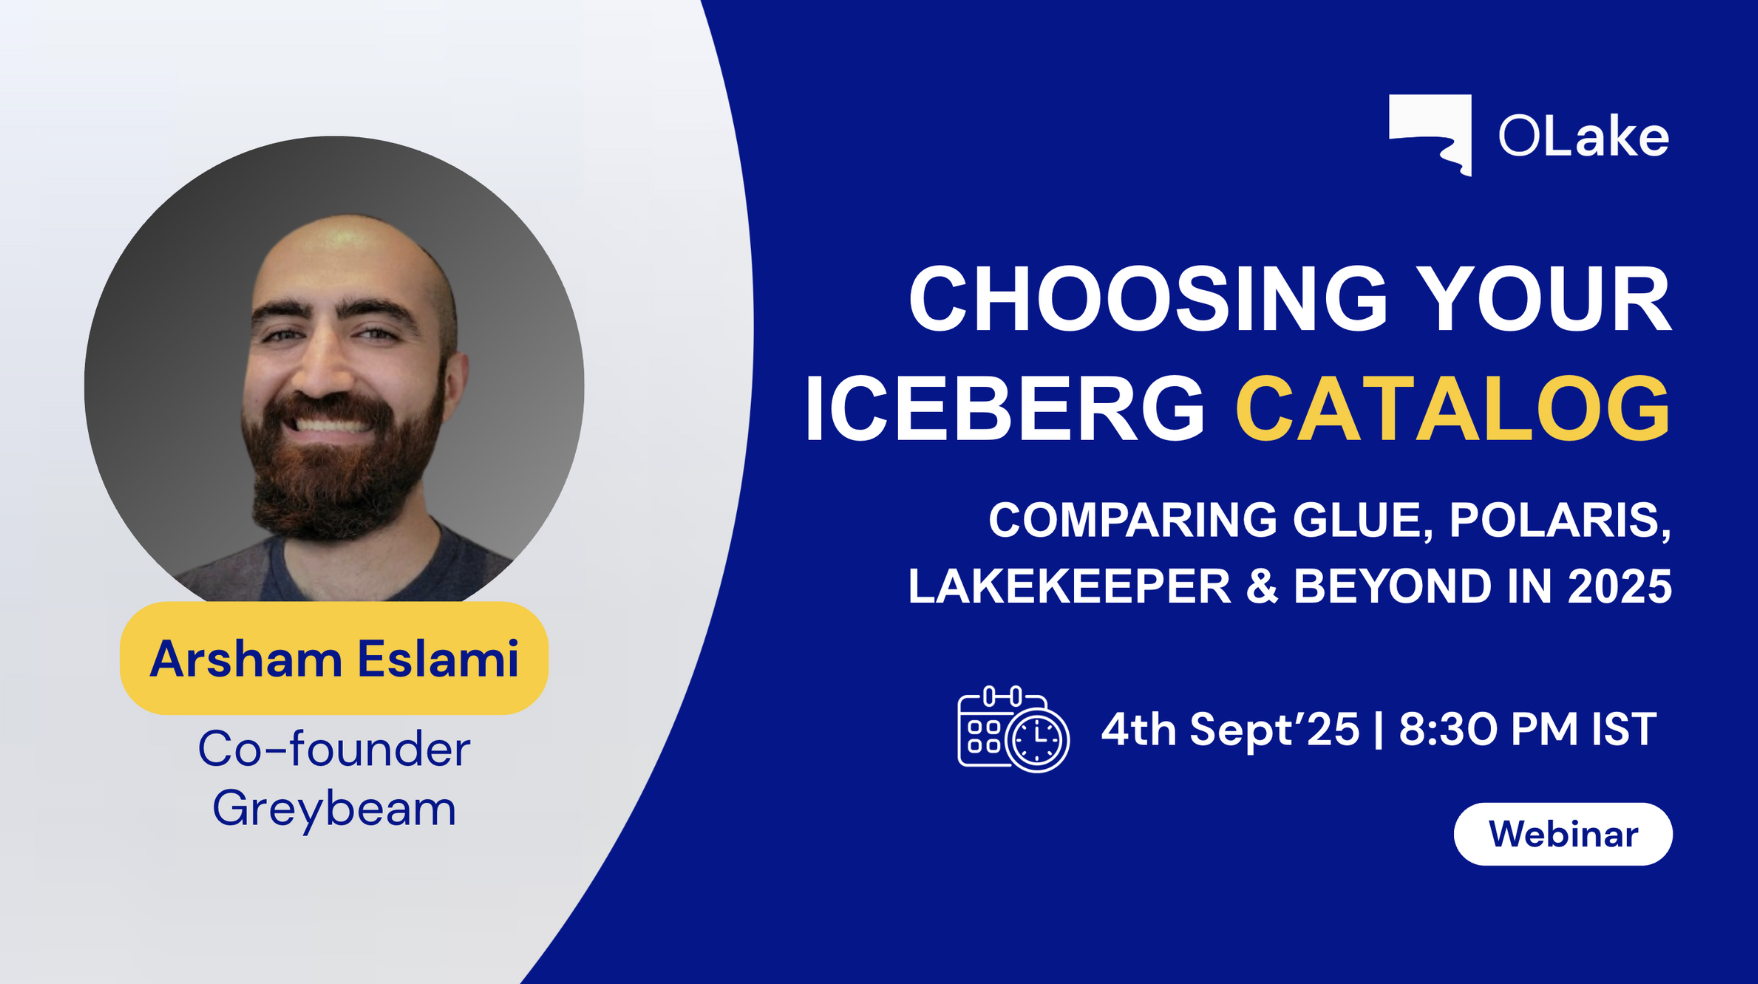 Arsham Eslami
Co-founder
Greybeam
OLake
CHOOSING YOUR
ICEBERG CATALOG
COMPARING GLUE, POLARIS,
LAKEKEEPER & BEYOND IN 2025
4th Sept’25 | 8:30 PM IST
Webinar